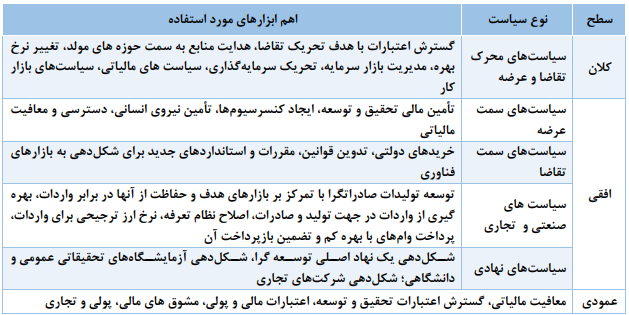 سطح	نوع سیاست	اهم ابزارهای مورد استفاده
کلان
سیاست‌های محرک
تقاضا و عرضه
گسترش اعتبارات با هدف تحریک تقاضا، هدایت منابع به سمت حوزه های مولد، تغییر نرخ
بهره، مدیریت بازار سرمایه، تحریک سرمایه‌گذاری، سیاست های مالیاتی، سیاست‌های بازار
کار
افقی
سیاست‌های سمت
عرضه
تأمین مالی تحقیق و توسعه، ایجاد کنسرسیوم‌ها، تأمین نیروی انسانی، دسترسی و معافیت
مالیاتی
سیاست‌های سمت
تقاضا
خریدهای دولتی، تدوین قوانین، مقررات و استانداردهای جدید برای شکل‌دهی به بازارهای
فناوری
سیاست های
صنعتی و تجاری
توسعه تولیدات صادراتگرا با تمرکز بر بازارهای هدف و حفاظت از آنها در برابر واردات، بهره
گیری از واردات در جهت تولید و صادرات، اصلاح نظام تعرفه، نرخ ارز ترجیحی برای واردات،
پرداخت وام‌های با بهره کم و تضمین بازپرداخت آن
سیاست‌های نهادی
شکل‌دهی یک نهاد اصلی توسعه گرا، شکل‌دهی آزمایشگاه‌های تحقیقاتی عمومی و
دانشگاهی؛ شکل‌دهی شرکت‌های تجاری
عمودی
معافیت مالیاتی، گسترش اعتبارات تحقیق و توسعه، اعتبارات مالی و پولی، مشوق های مالی، پولی و تجاری